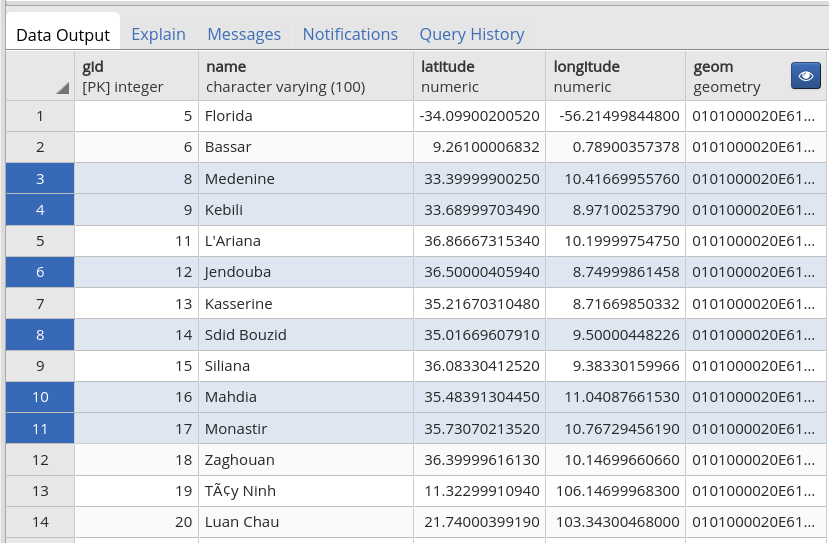 Data Output Explain Messages Notifications Query History
gid name latitude longitude geom
[PK] integer character varying (100) numeric numeric geometry
1 5 Florida -34.09900200520 -56.21499844800 0101000020E61...
2 6 Bassar 9.26100006832 0.78900357378 0101000020E61...
3 8 Medenine 33.39999900250 10.41669955760 0101000020E61...
4 9 Kebili 33.68999703490 8.97100253790 0101000020E61...
5 11 L'Ariana 36.86667315340 10.19999754750 0101000020E61...
6 12 Jendouba 36.50000405940 8.74999861458 0101000020E61...
7 13 Kasserine 35.21670310480 8.71669850332 0101000020E61...
8 14 Sdid Bouzid 35.01669607910 9.50000448226 0101000020E61...
9 15 Siliana 36.08330412520 9.38330159966 0101000020E61...
10 16 Mahdia 35.48391304450 11.04087661530 0101000020E61...
11 17 Monastir 35.73070213520 10.76729456190 0101000020E61...
12 18 Zaghouan 36.39999616130 10.14699660660 0101000020E61...
13 19 TÃ¢y Ninh 11.32299910940 106.14699968300 0101000020E61...
14 20 Luan Chau 21.74000399190 103.34300468000 0101000020E61...